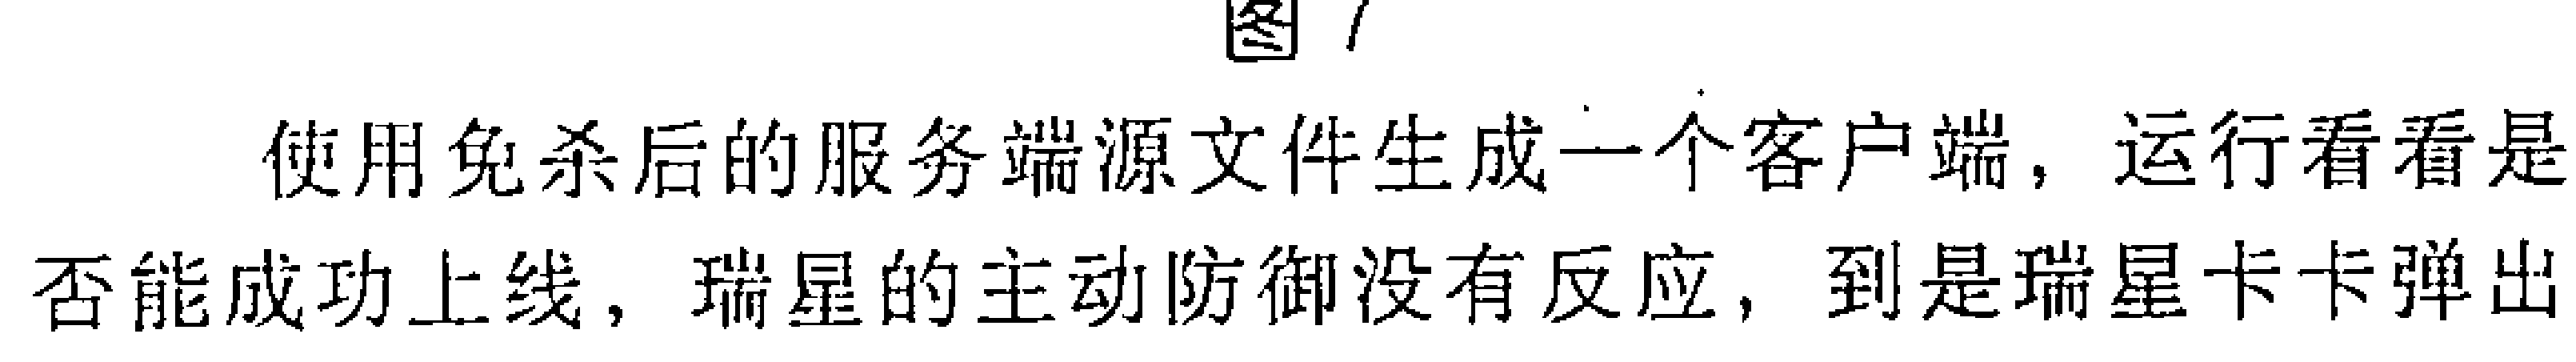 图
使用免杀后的服务端源文件生成一个客户端，运行看看是
否能成功上线，瑞星的主动防御没有反应，到是瑞星卡卡弹出